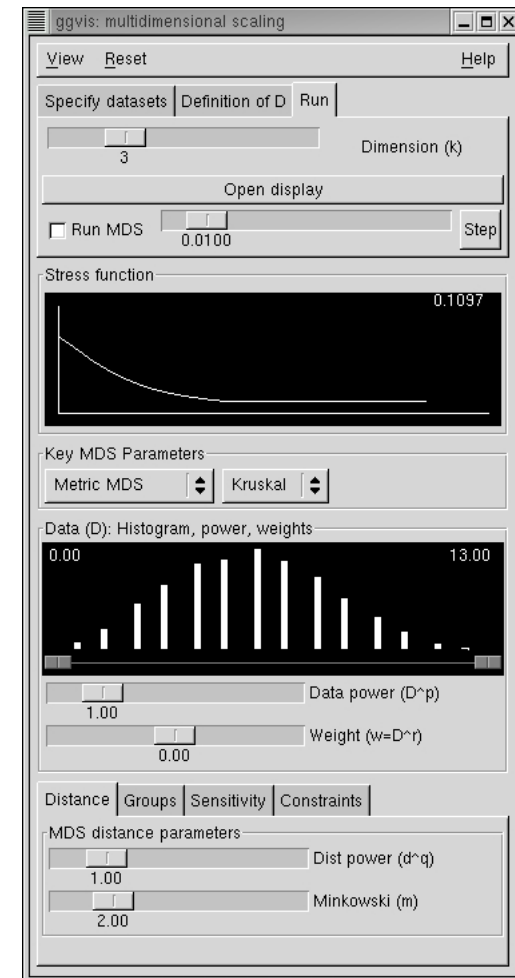 ggvis: multidimensional scaling
View Reset Help
Specify datasets Definition of D Run
3
Dimension (k)
Open display
Run MDS 0.0100 Step
Stress function
0.1097
Key MDS Parameters
Metric MDS Kruskal
Data (D): Histogram, power, weights
0.00 13.00
Data power (D^p)
1.00
Weight (w=D^r)
0.00
Distance Groups Sensitivity Constraints
MDS distance parameters
Dist power (d^q)
1.00
Minkowski (m)
2.00